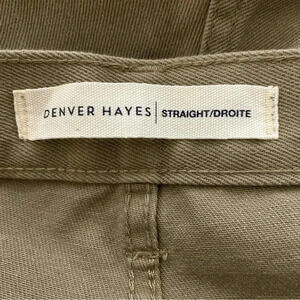 DENVER HAYES | STRAIGHT/DROITE